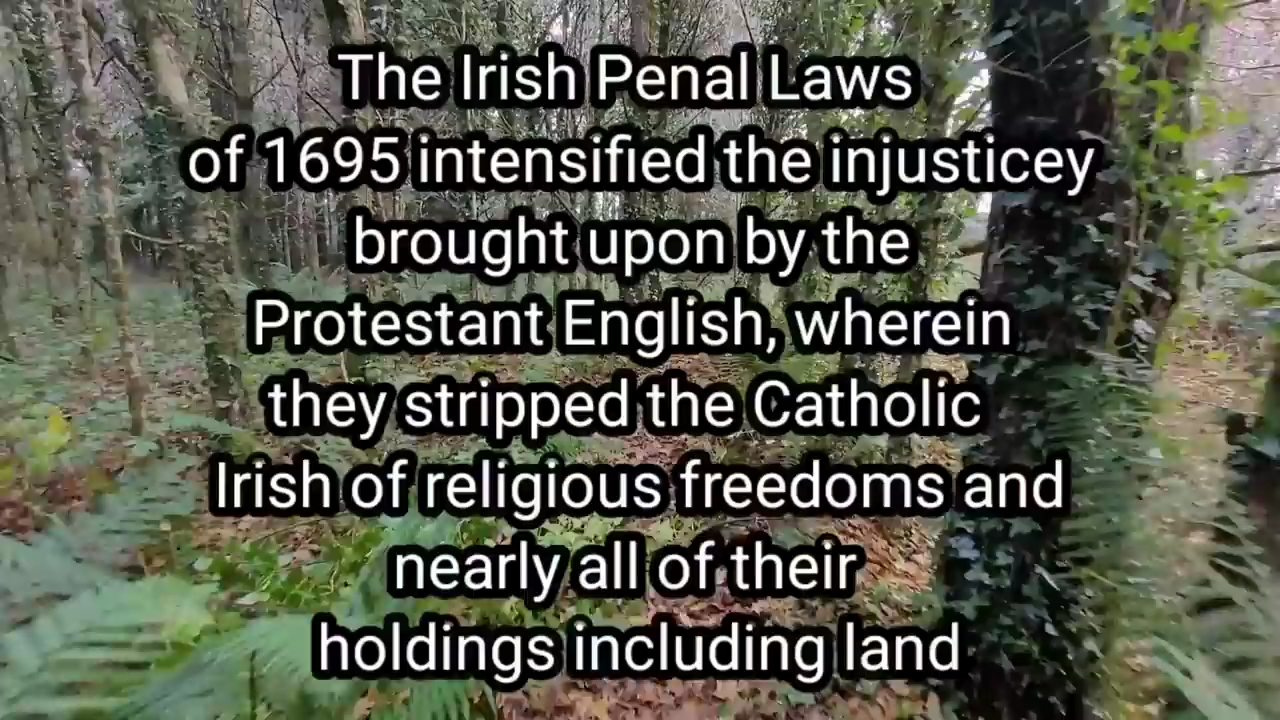 The Irish Penal Laws
of 1695 intensified the injusticey
brought upon by the
Protestant English, wherein
they stripped the Catholic
Irish of religious freedoms and
nearly all of their
holdings including land